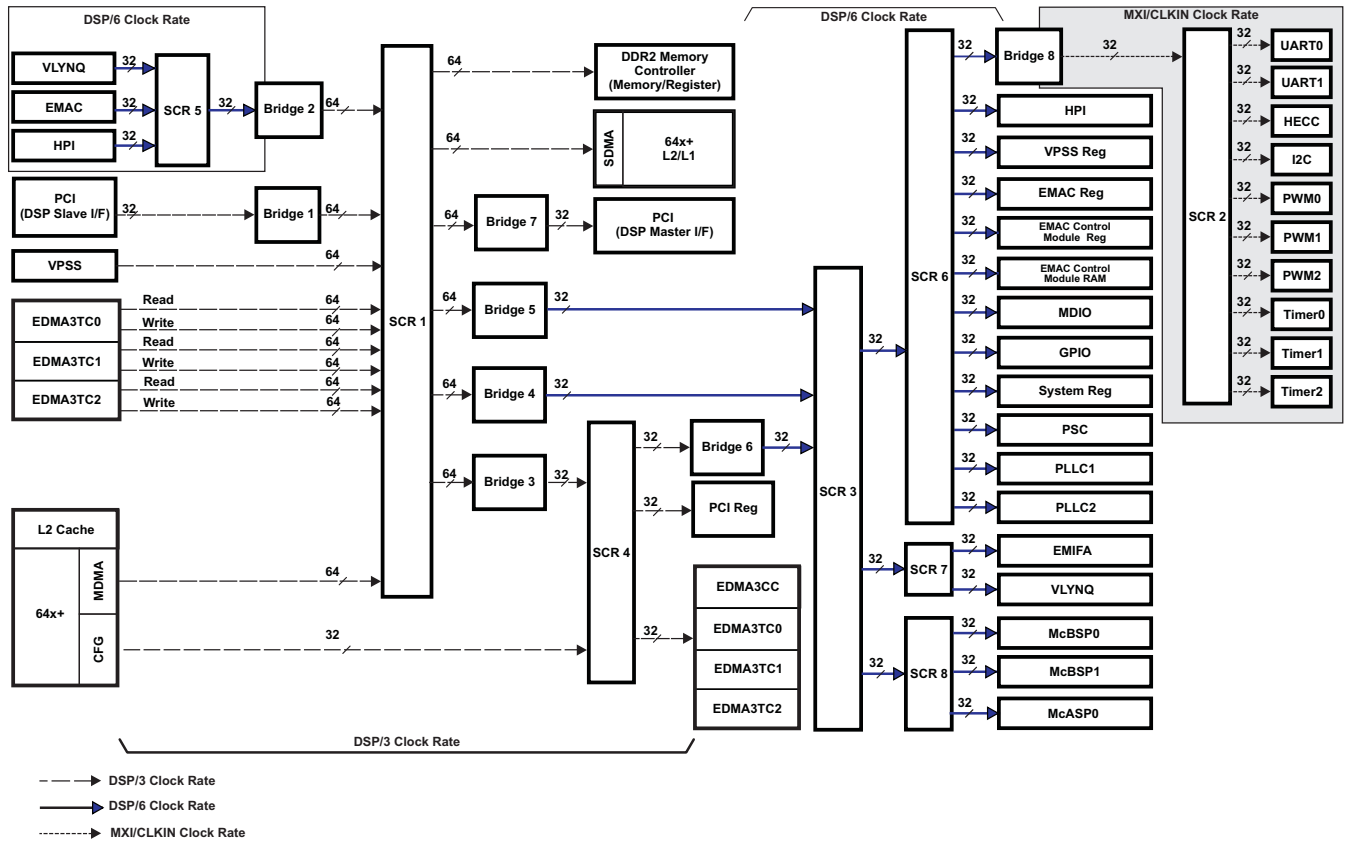 DSP/6 Clock Rate
VLYNQ
32
EMAC
32
HPI
32
SCR 5
32
Bridge 2
64
PCI
(DSP Slave I/F)
32
Bridge 1
64
VPSS
64
EDMA3TC0
Read
64
Write
64
EDMA3TC1
Read
64
Write
64
EDMA3TC2
Read
64
Write
64
L2 Cache
64x+
MDMA
64
CFG
32
SCR 1
64
DDR2 Memory
Controller
(Memory/Register)
64
SDMA
64x+
L2/L1
64
Bridge 7
32
PCI
(DSP Master I/F)
64
Bridge 5
32
64
Bridge 4
32
64
Bridge 3
32
SCR 4
32
Bridge 6
32
32
PCI Reg
32
EDMA3CC
EDMA3TC0
EDMA3TC1
EDMA3TC2
SCR 3
DSP/6 Clock Rate
32
SCR 6
32
Bridge 8
32
32
HPI
32
VPSS Reg
32
EMAC Reg
32
EMAC Control
Module Reg
32
EMAC Control
Module RAM
32
MDIO
32
GPIO
32
System Reg
32
PSC
32
PLLC1
32
PLLC2
32
SCR 7
32
EMIFA
32
VLYNQ
32
SCR 8
32
McBSP0
32
McBSP1
32
McASP0
MXI/CLKIN Clock Rate
SCR 2
32
UART0
32
UART1
32
HECC
32
I2C
32
PWM0
32
PWM1
32
PWM2
32
Timer0
32
Timer1
32
Timer2
DSP/3 Clock Rate
DSP/3 Clock Rate
DSP/6 Clock Rate
MXI/CLKIN Clock Rate